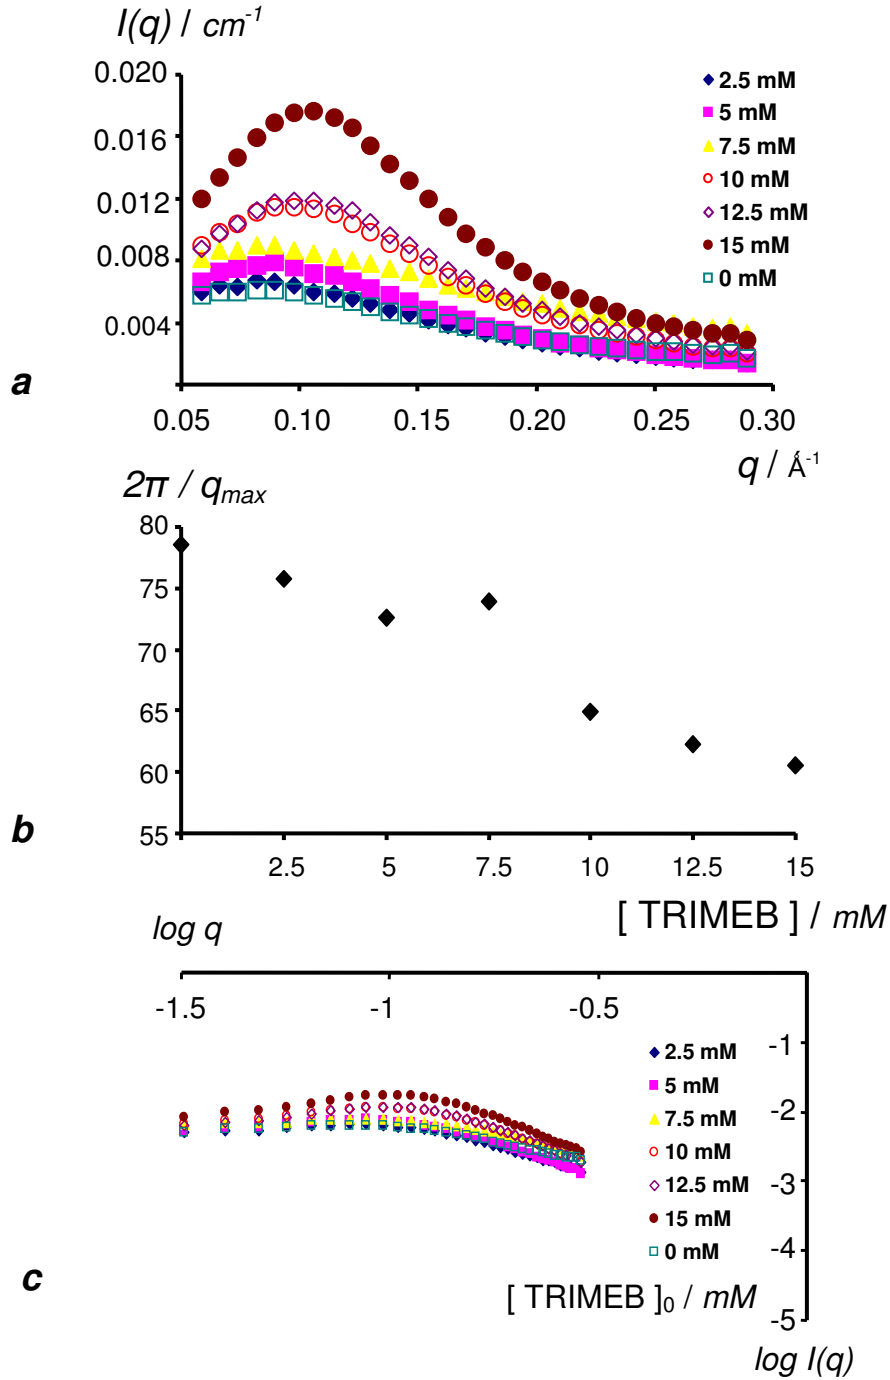 I(q) / cm-1
0.020
0.016
0.012
0.008
0.004
2.5 mM
5 mM
7.5 mM
10 mM
12.5 mM
15 mM
0 mM
a
0.05 0.10 0.15 0.20 0.25 0.30
q / Å-1
2π / qmax
80
75
70
65
60
55
b
2.5 5 7.5 10 12.5 15
[ TRIMEB ] / mM
log q
-1.5 -1 -0.5
-1
-2
-3
-4
-5
2.5 mM
5 mM
7.5 mM
10 mM
12.5 mM
15 mM
0 mM
c
[ TRIMEB ]0 / mM
log I(q)